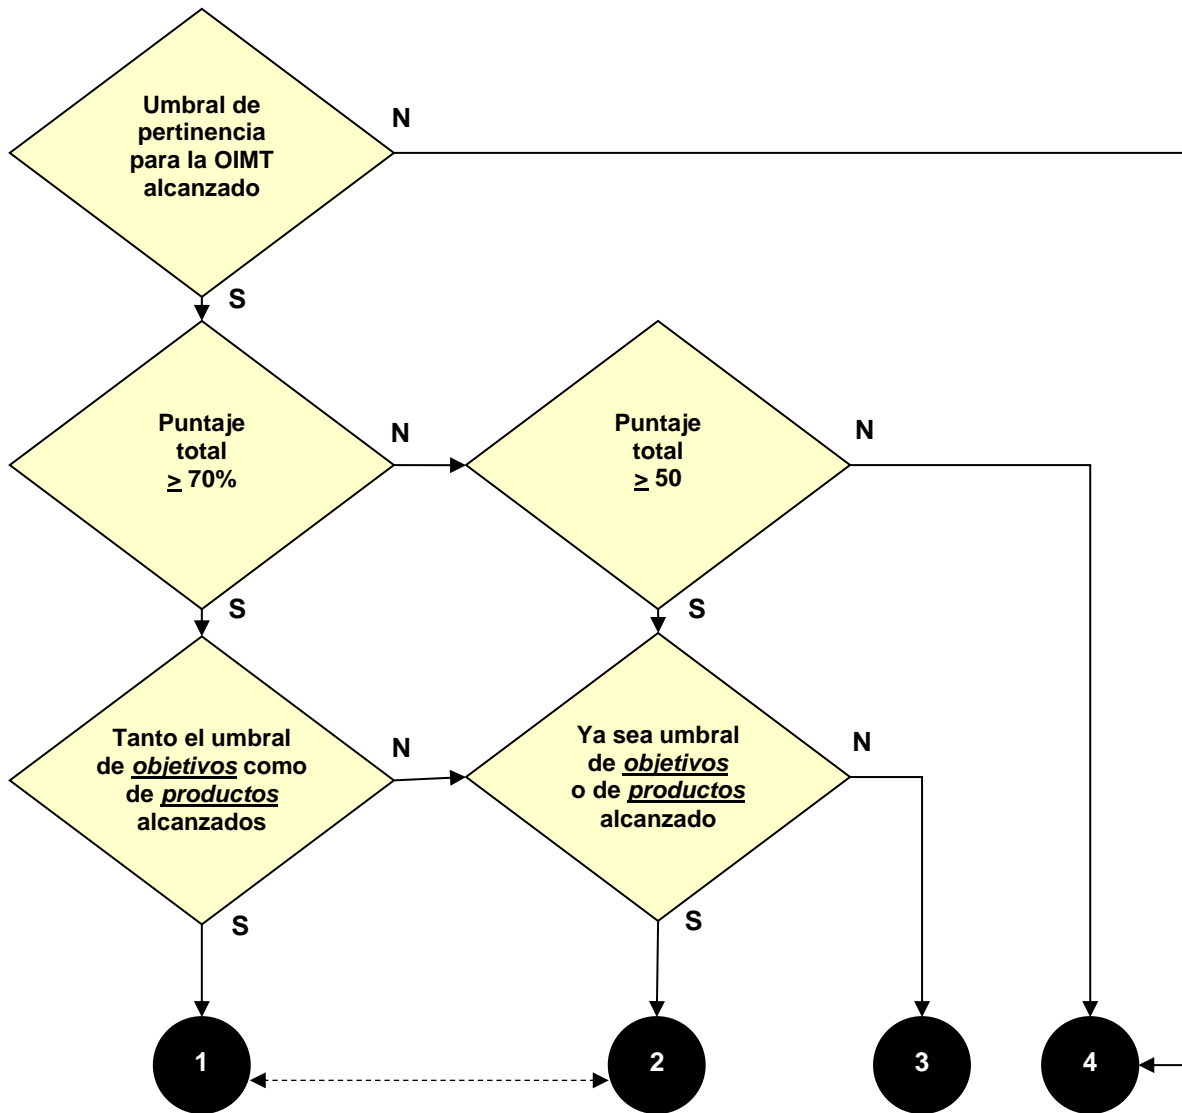 Umbral de
pertinencia
para la OIMT
alcanzado
N
S
Puntaje
total
≥ 70%
N
S
Puntaje
total
≥ 50
N
S
Tanto el umbral
de objetivos como
de productos
alcanzados
N
S
Ya sea umbral
de objetivos
o de productos
alcanzado
N
S
1
2
3
4